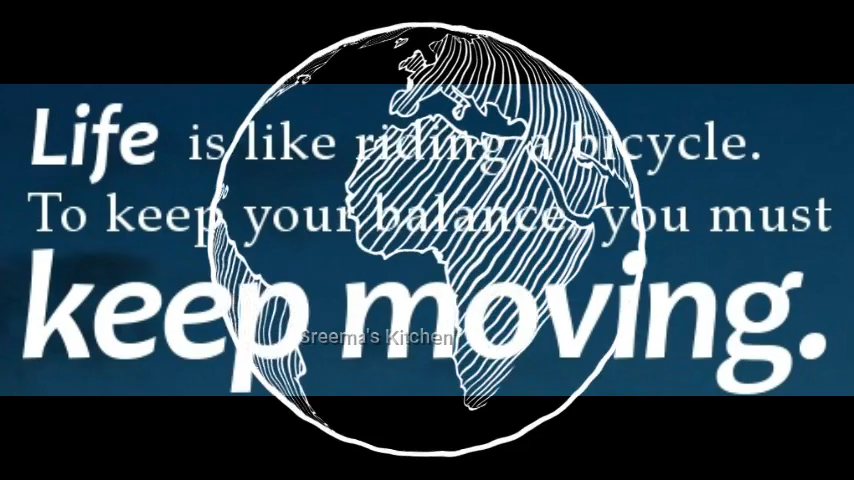 Life is like riding a bicycle.
To keep your balance, you must
keep moving.
Sreema's Kitchen